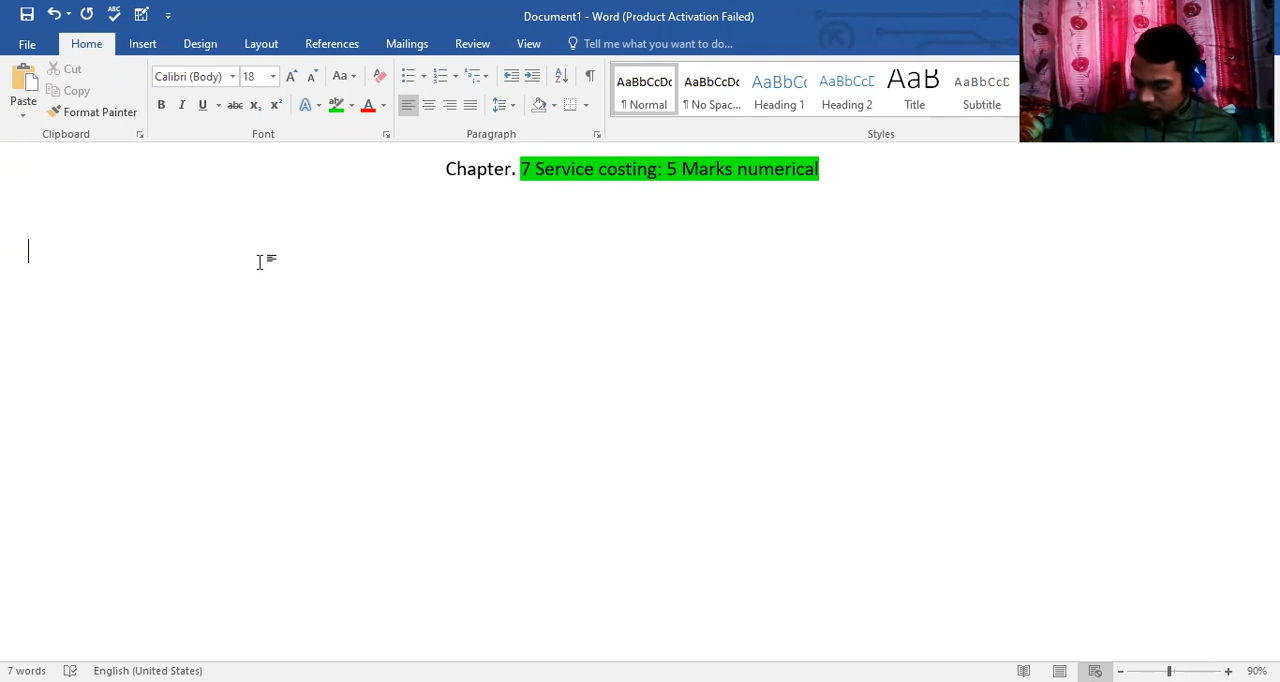 Document1 - Word (Product Activation Failed)
File Home Insert Design Layout References Mailings Review View Tell me what you want to do...
Paste
Cut
Copy
Format Painter
Clipboard
Calibri (Body) 18
Font
Paragraph
AaBbCcDc AaBbCcDc AaBbCc AaBbCcD AaB AaBbCcD
¶ Normal ¶ No Spac... Heading 1 Heading 2 Title Subtitle
Styles
Chapter. 7 Service costing: 5 Marks numerical
7 words English (United States) 90%